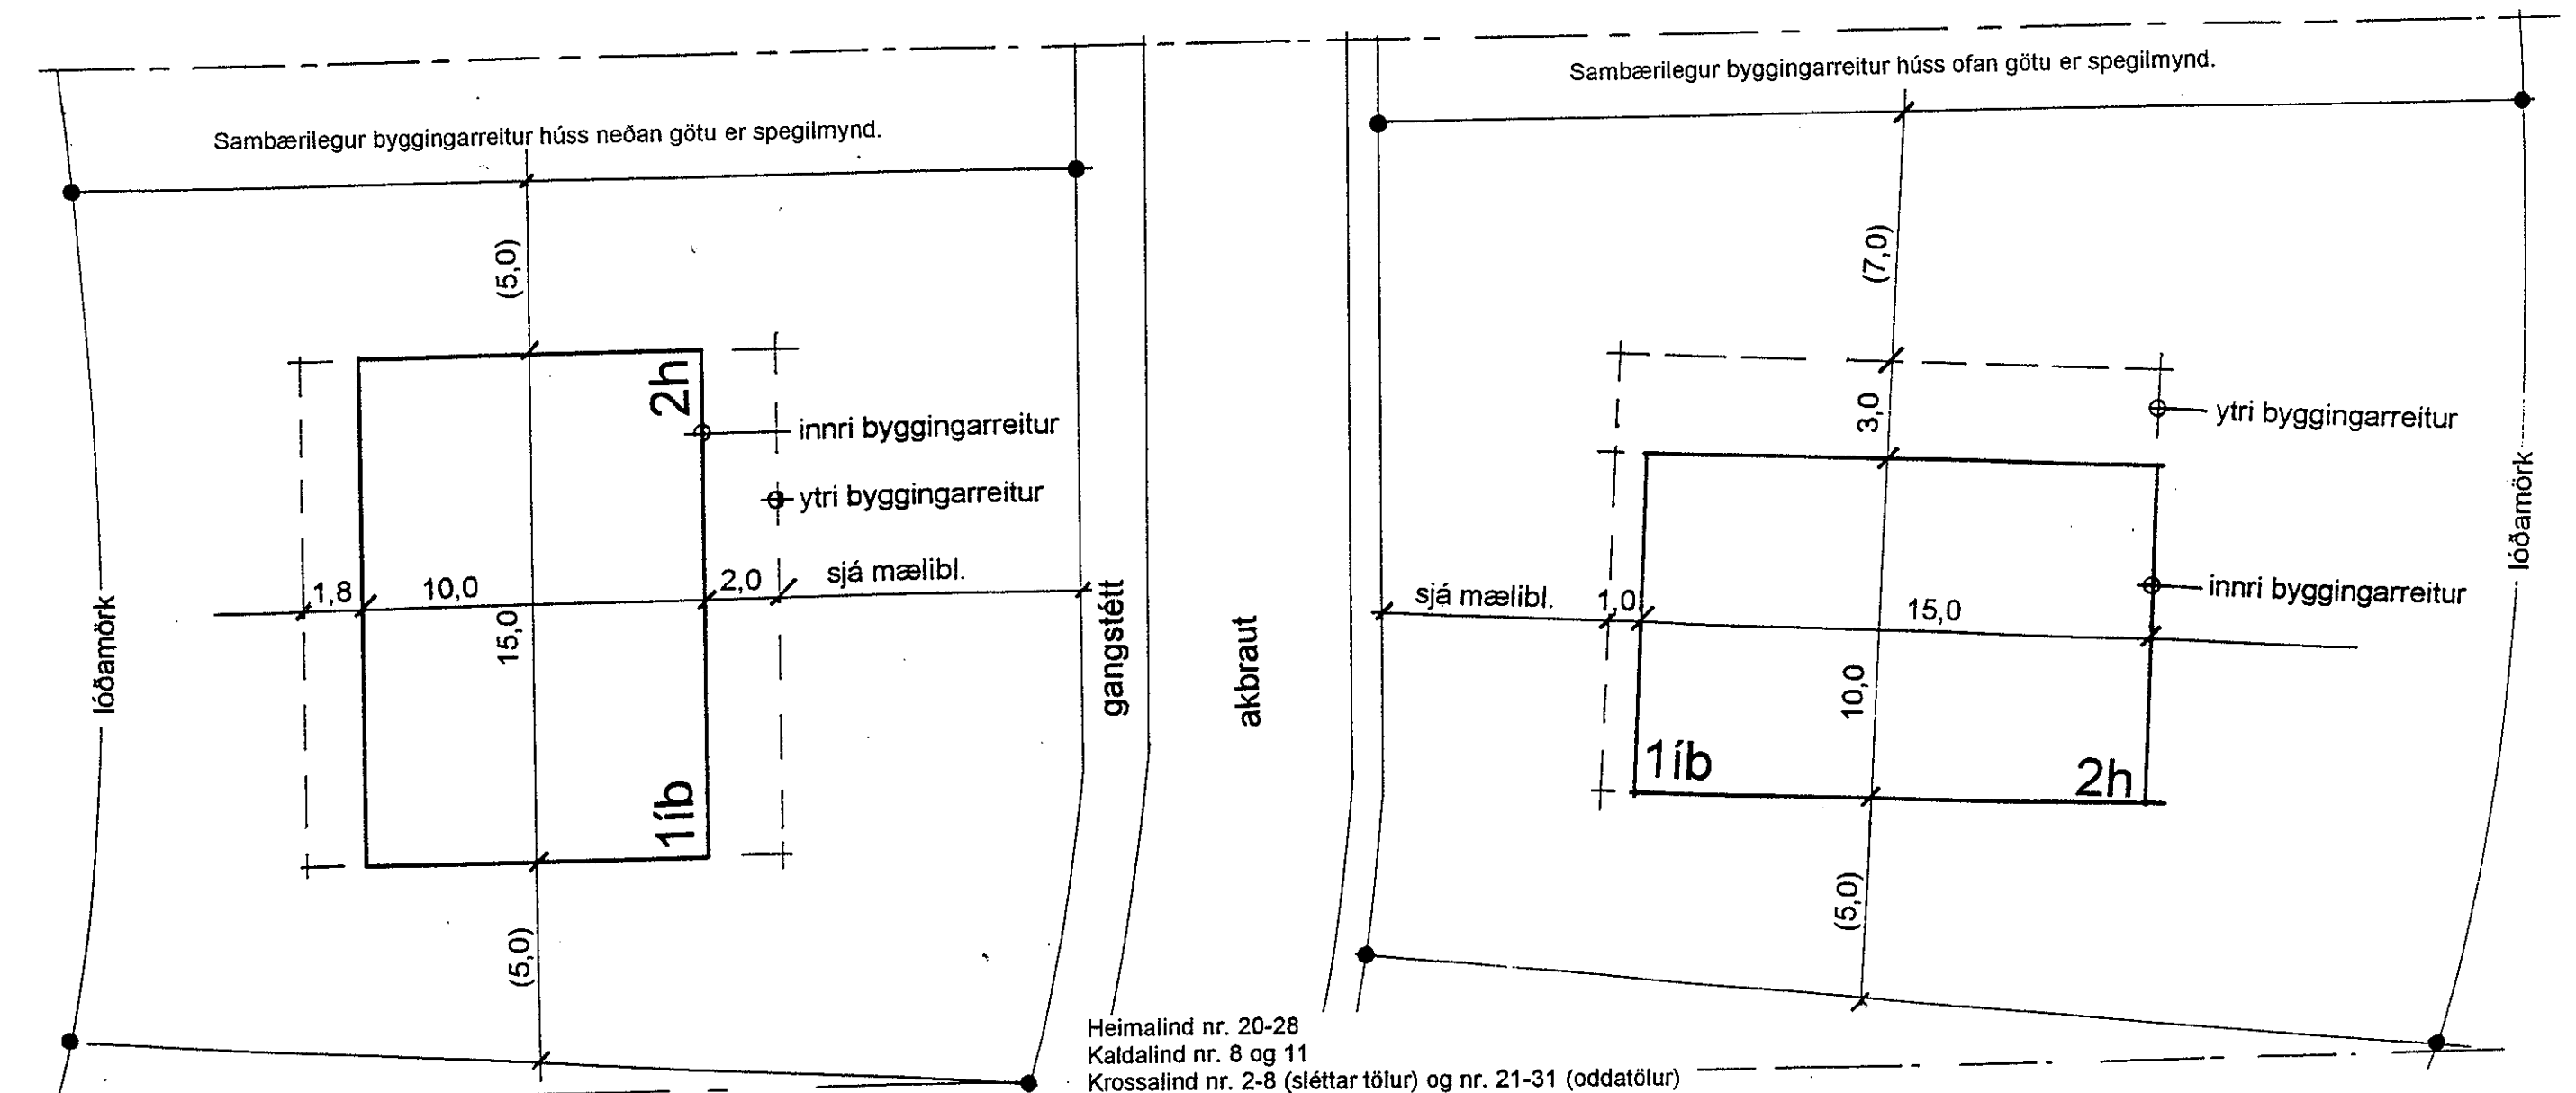 Sambærilegur byggingarreitur húss ofan götu er spegilmynd.
Sambærilegur byggingarreitur húss neðan götu er spegilmynd.
(5,0)
2h
innri byggingarreitur
ytri byggingarreitur
1,8
10,0
2,0
sjá mælibl.
15,0
1íb
(5,0)
lóðamörk
gangstétt
akbraut
(7,0)
3,0
ytri byggingarreitur
innri byggingarreitur
sjá mælibl.
1,0
15,0
10,0
1íb
2h
(5,0)
lóðamörk
Heimalind nr. 20-28
Kaldalind nr. 8 og 11
Krossalind nr. 2-8 (sléttar tölur) og nr. 21-31 (oddatölur)